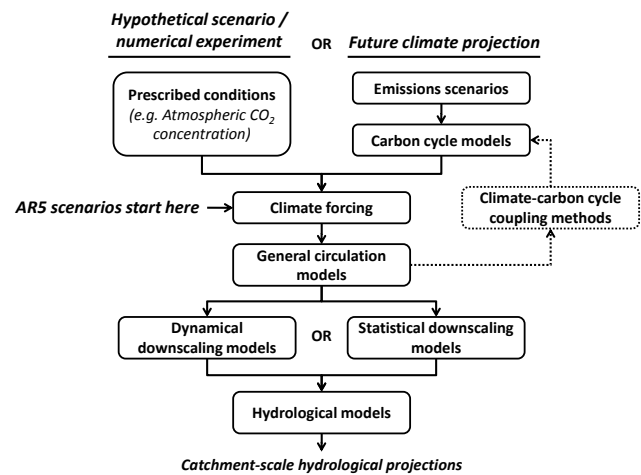 Hypothetical scenario /
numerical experiment
OR
Future climate projection
Prescribed conditions
(e.g. Atmospheric CO₂
concentration)
Emissions scenarios
Carbon cycle models
AR5 scenarios start here
Climate forcing
Climate-carbon cycle
coupling methods
General circulation
models
Dynamical
downscaling models
OR
Statistical downscaling
models
Hydrological models
Catchment-scale hydrological projections